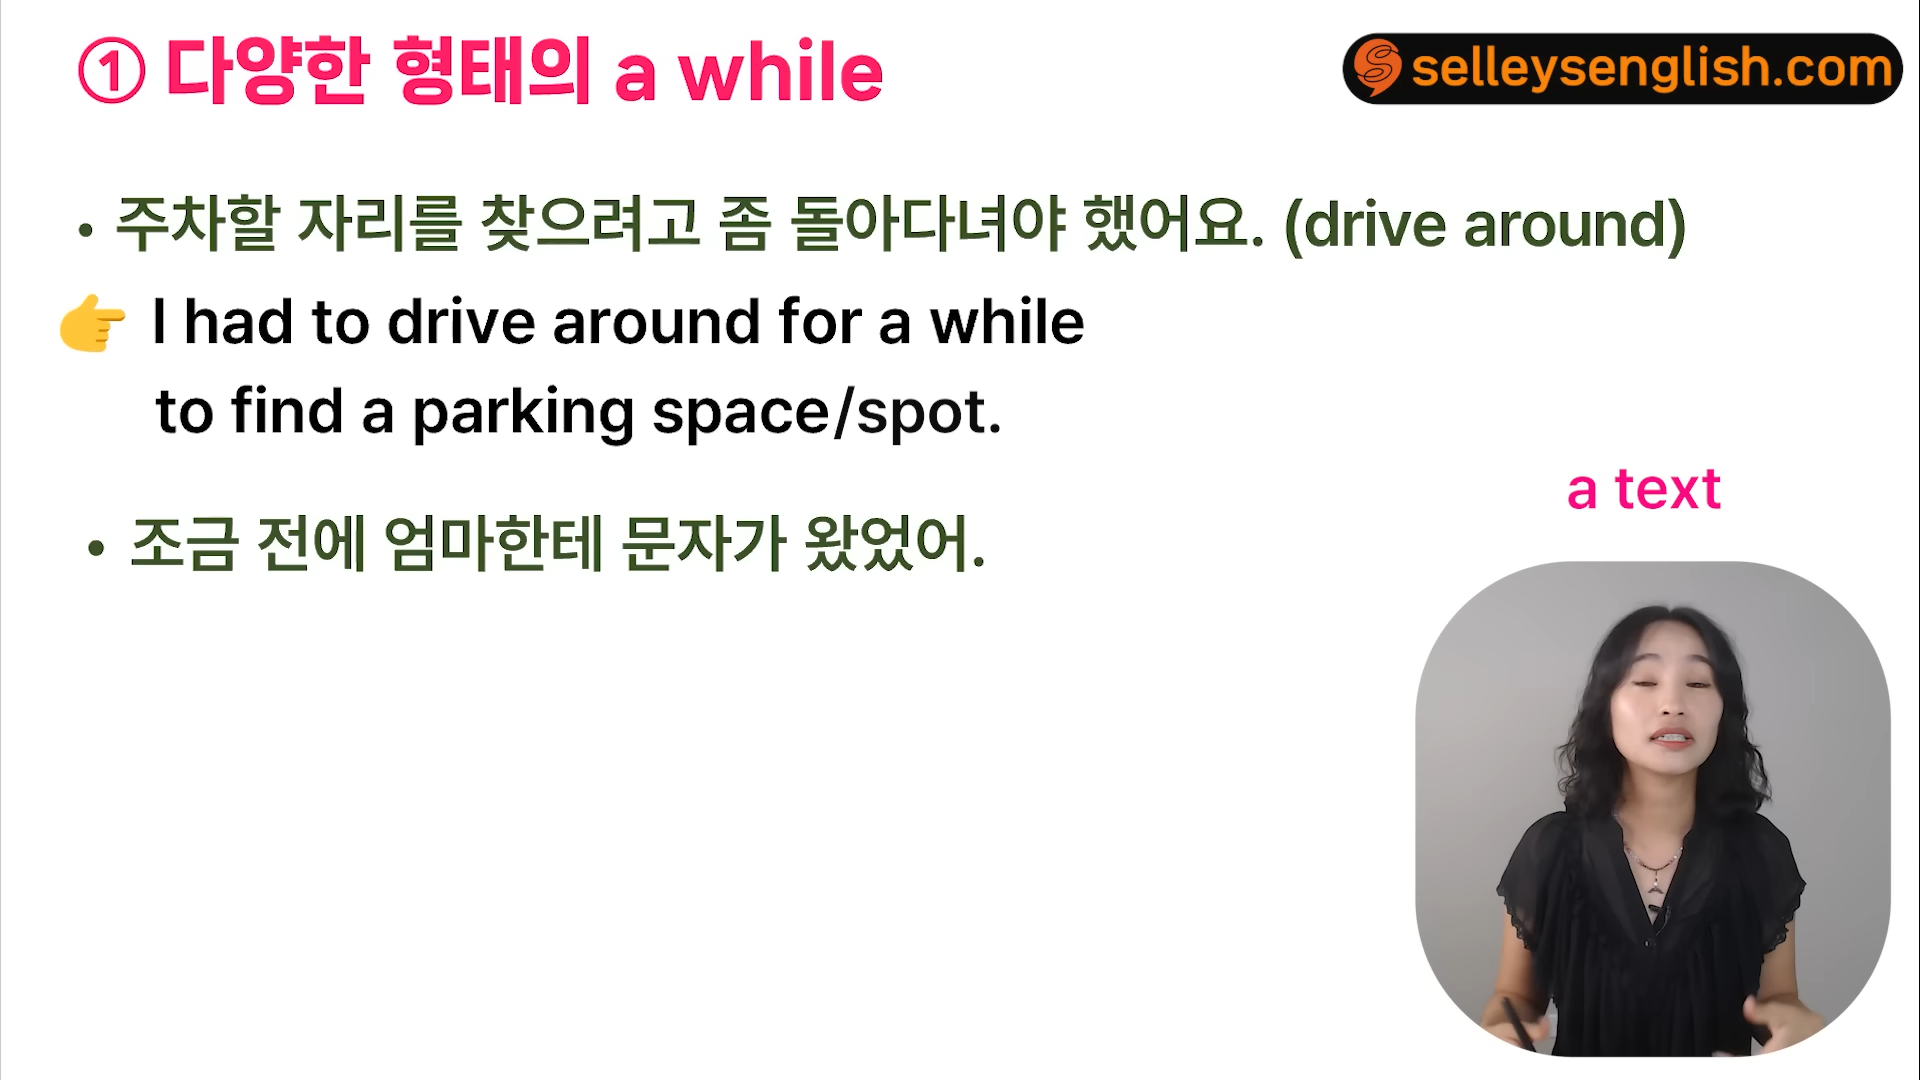 ① 다양한 형태의 a while
selleysenglish.com
• 주차할 자리를 찾으려고 좀 돌아다녀야 했어요. (drive around)
👉 I had to drive around for a while
to find a parking space/spot.
a text
• 조금 전에 엄마한테 문자가 왔었어.